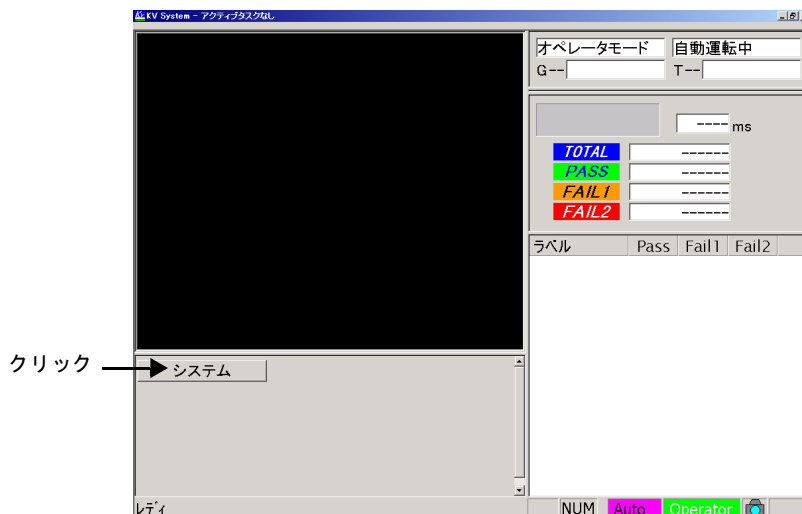 KV System - アクティブタスクなし
オペレータモード 自動運転中
G-- T--
---- ms
TOTAL ------
PASS ------
FAIL1 ------
FAIL2 ------
ラベル Pass Fail1 Fail2
クリック
システム
レディ
NUM Auto Operator